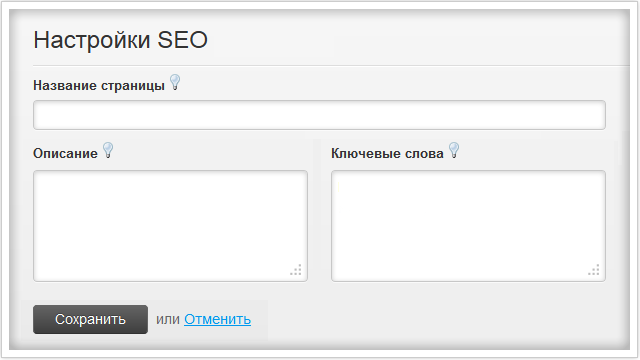 Настройки SEO
Название страницы
Описание
Ключевые слова
Сохранить или Отменить